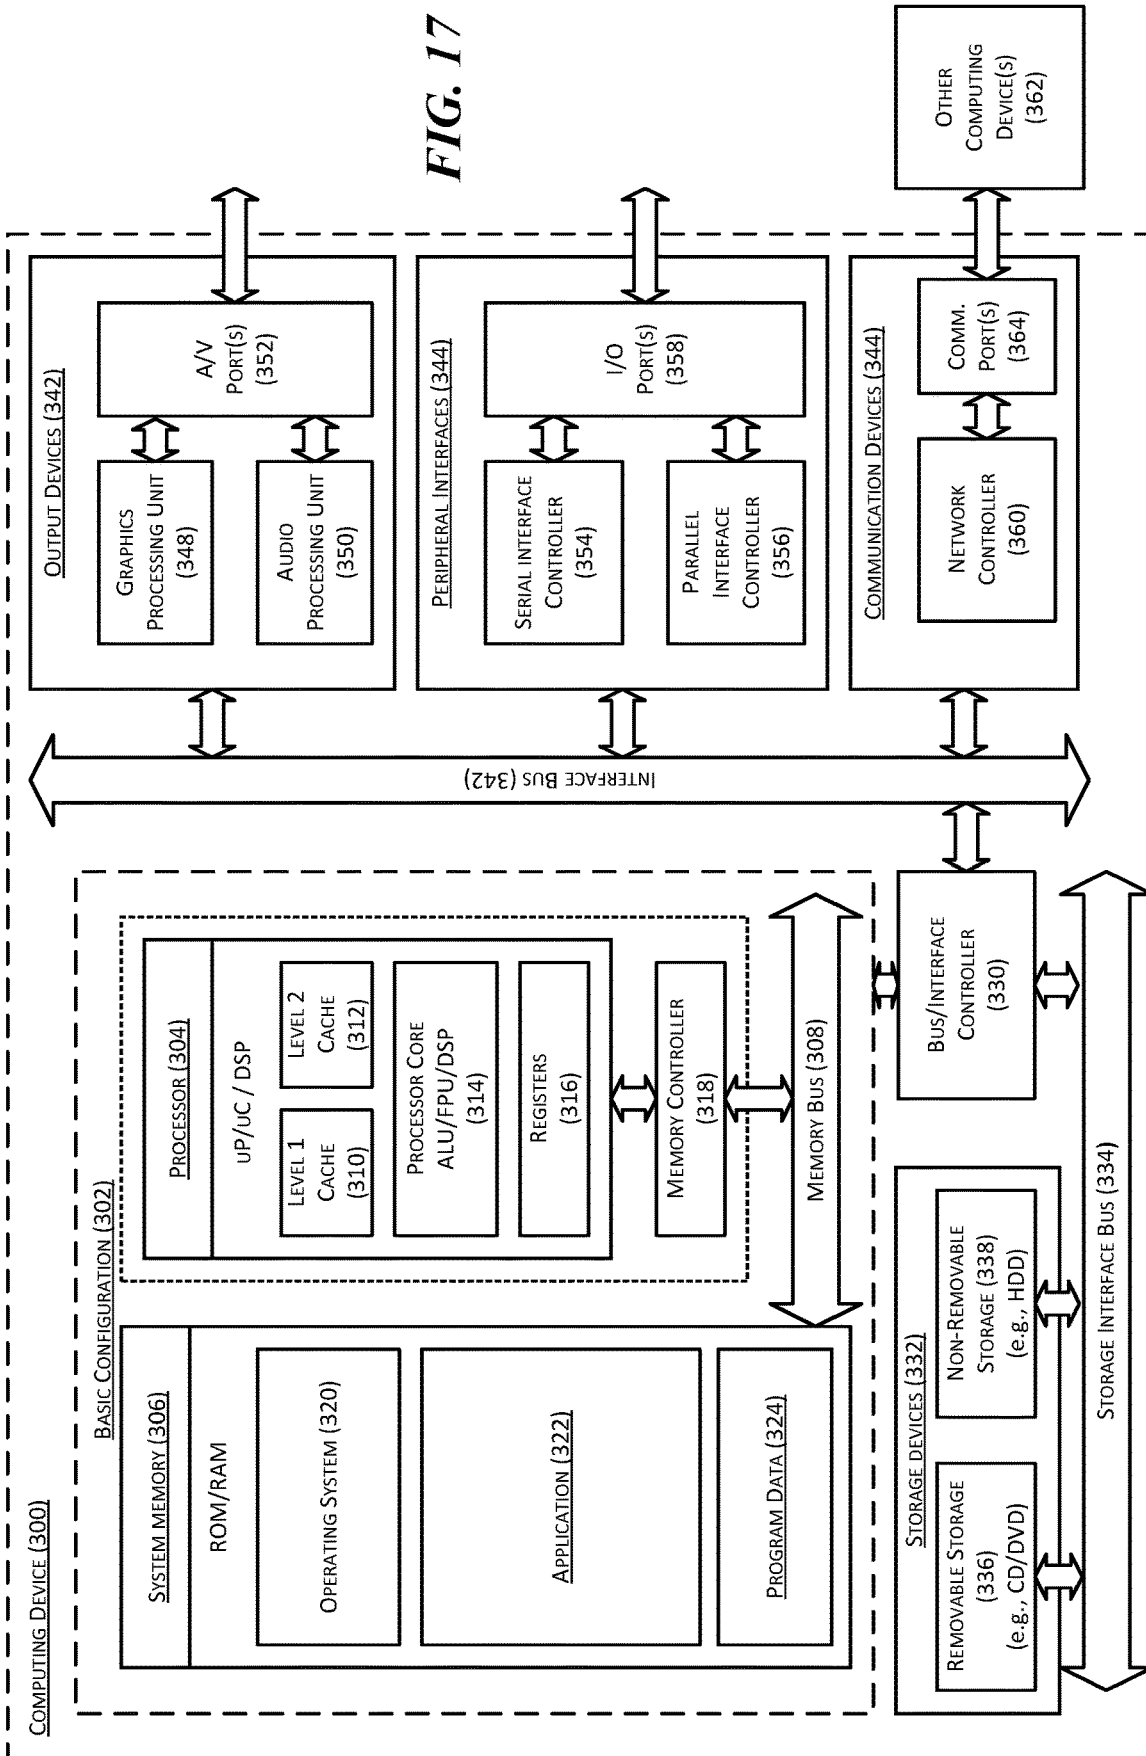 COMPUTING DEVICE (300)
BASIC CONFIGURATION (302)
SYSTEM MEMORY (306)
ROM/RAM
OPERATING SYSTEM (320)
APPLICATION (322)
PROGRAM DATA (324)
PROCESSOR (304)
uP/uC / DSP
LEVEL 1
CACHE
(310)
LEVEL 2
CACHE
(312)
PROCESSOR CORE
ALU/FPU/DSP
(314)
REGISTERS
(316)
MEMORY CONTROLLER
(318)
MEMORY BUS (308)
BUS/INTERFACE
CONTROLLER
(330)
STORAGE DEVICES (332)
REMOVABLE STORAGE
(336)
(e.g., CD/DVD)
NON-REMOVABLE
STORAGE (338)
(e.g., HDD)
STORAGE INTERFACE BUS (334)
INTERFACE BUS (342)
OUTPUT DEVICES (342)
GRAPHICS
PROCESSING UNIT
(348)
AUDIO
PROCESSING UNIT
(350)
A/V
PORT(S)
(352)
PERIPHERAL INTERFACES (344)
SERIAL INTERFACE
CONTROLLER
(354)
PARALLEL
INTERFACE
CONTROLLER
(356)
I/O
PORT(S)
(358)
COMMUNICATION DEVICES (344)
NETWORK
CONTROLLER
(360)
COMM.
PORT(S)
(364)
OTHER
COMPUTING
DEVICE(S)
(362)
FIG. 17